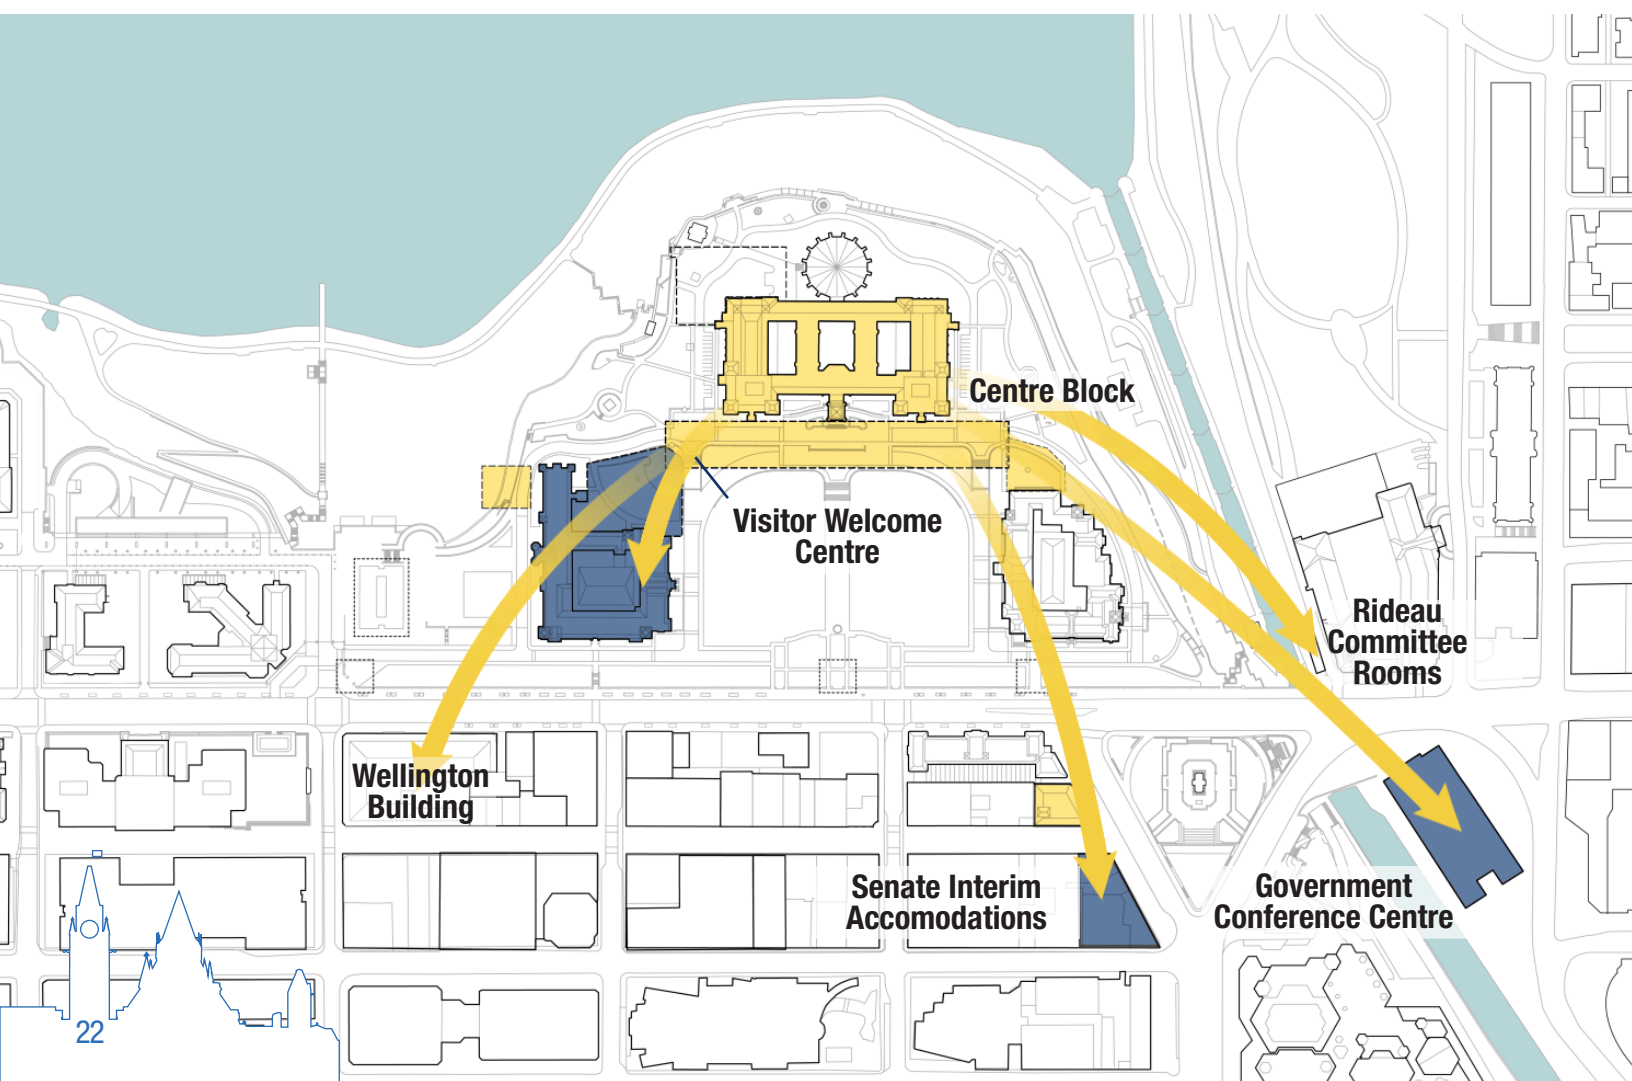 Centre Block
Visitor Welcome
Centre
Rideau
Committee
Rooms
Wellington
Building
Senate Interim
Accomodations
Government
Conference Centre
22